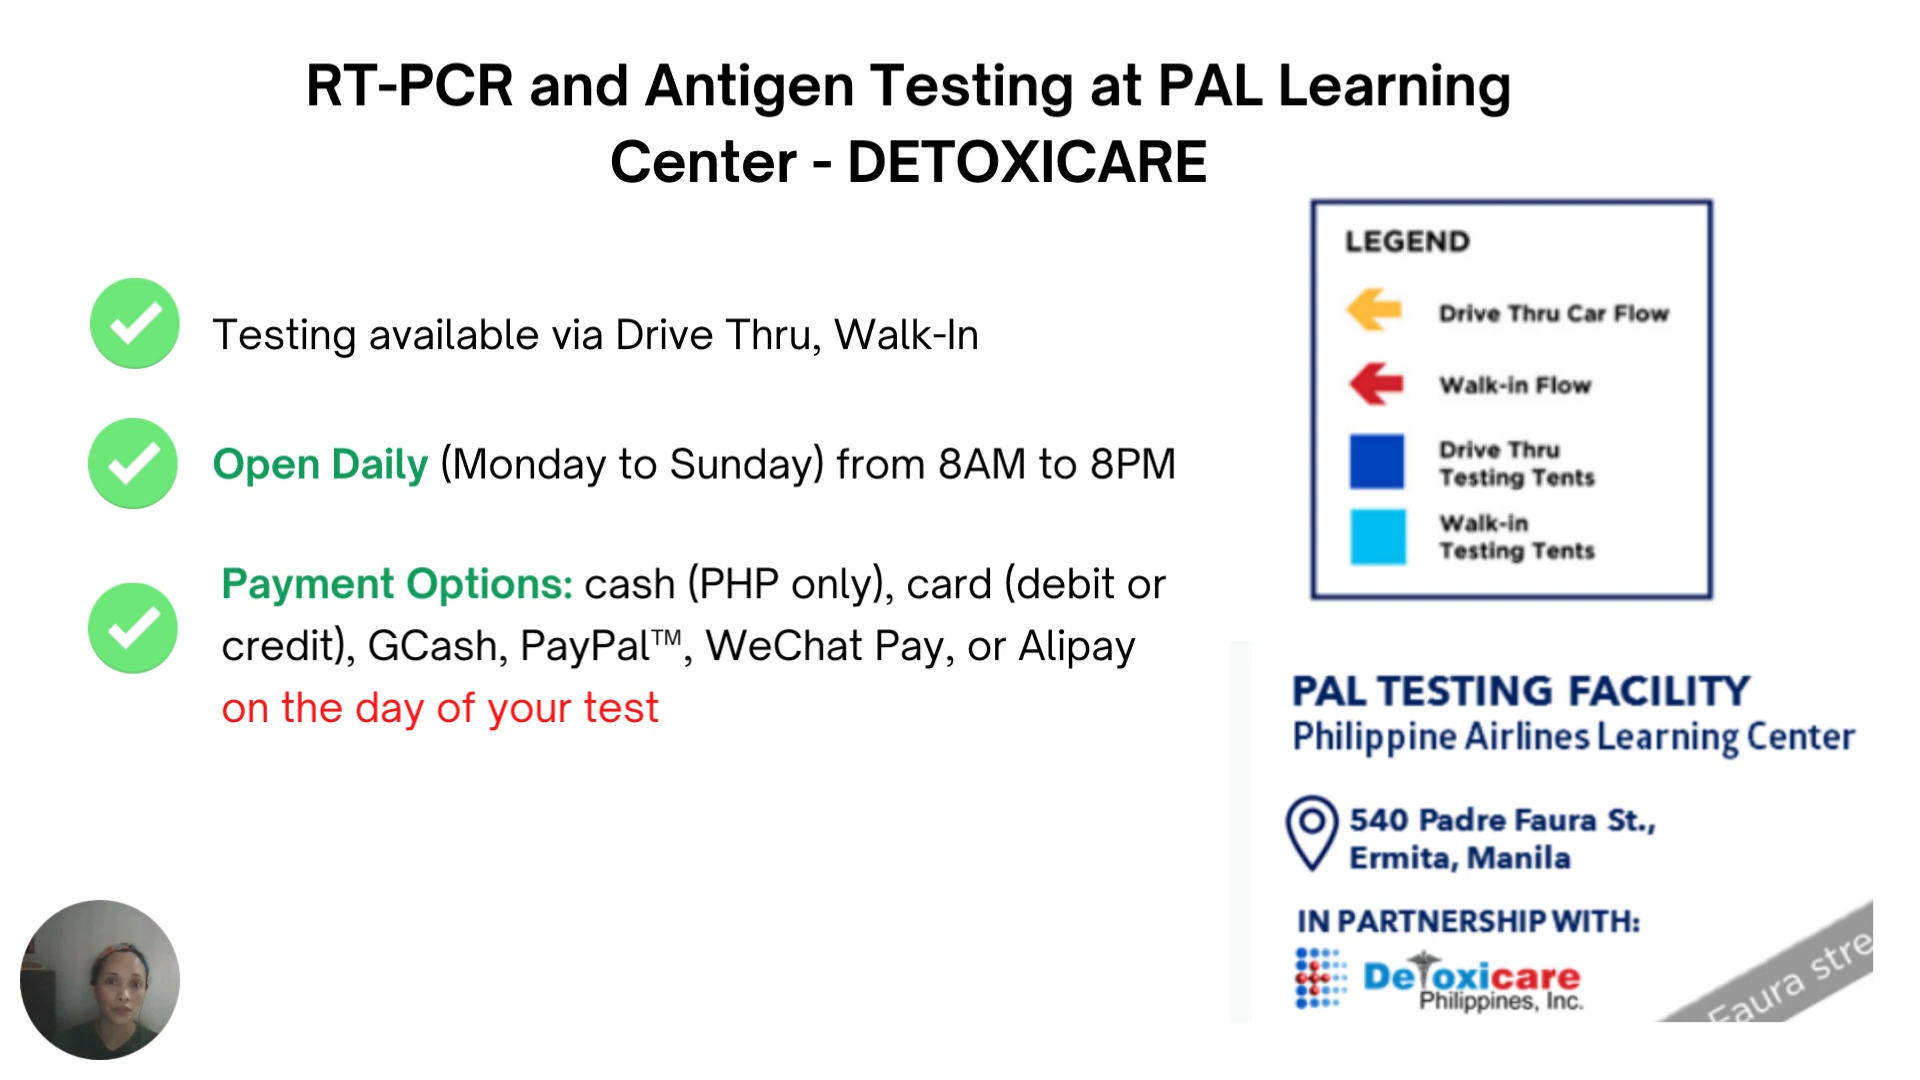 RT-PCR and Antigen Testing at PAL Learning
Center - DETOXICARE
Testing available via Drive Thru, Walk-In
Open Daily (Monday to Sunday) from 8AM to 8PM
Payment Options: cash (PHP only), card (debit or
credit), GCash, PayPal™, WeChat Pay, or Alipay
on the day of your test
LEGEND
Drive Thru Car Flow
Walk-in Flow
Drive Thru
Testing Tents
Walk-in
Testing Tents
PAL TESTING FACILITY
Philippine Airlines Learning Center
540 Padre Faura St.,
Ermita, Manila
IN PARTNERSHIP WITH:
Detoxicare
Philippines, Inc.
Faura stre